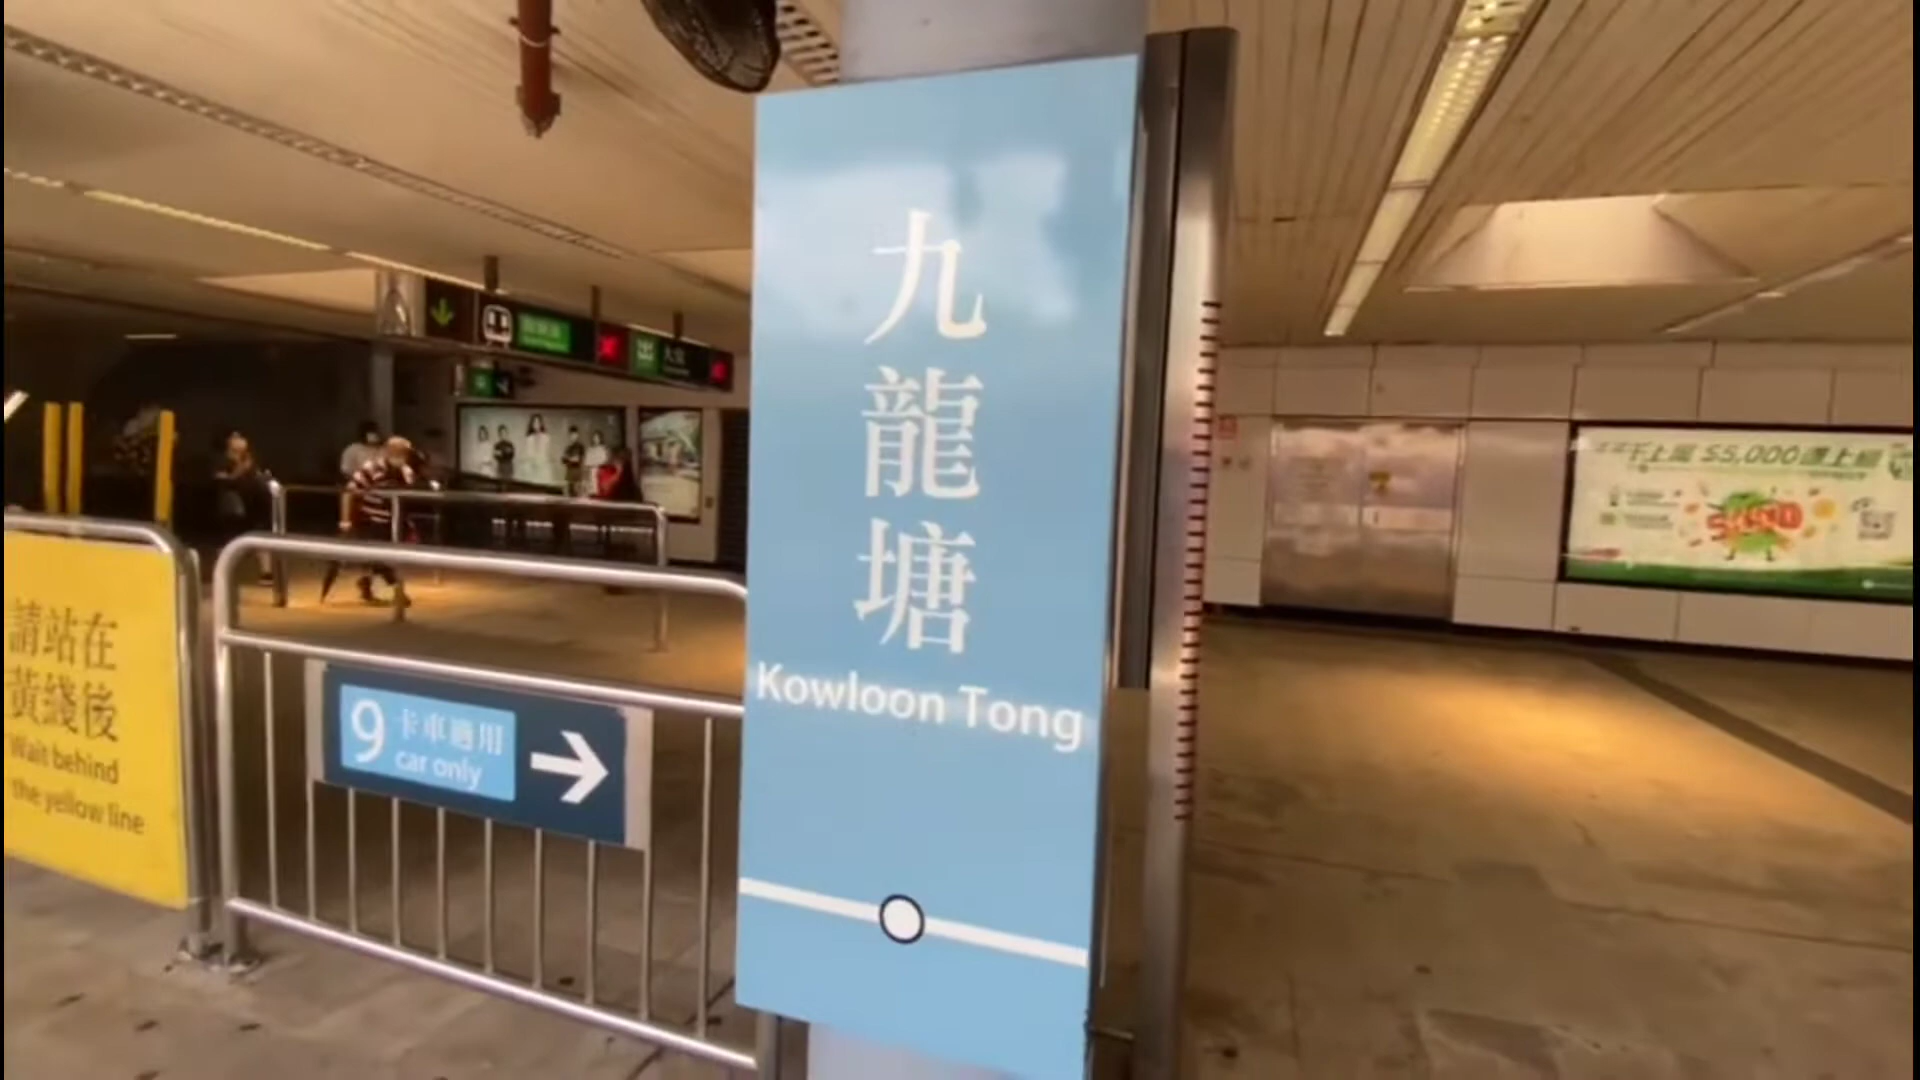 九龍塘
Kowloon Tong
請站在
黃綫後
Wait behind
the yellow line
9
卡車適用
car only
$5,000